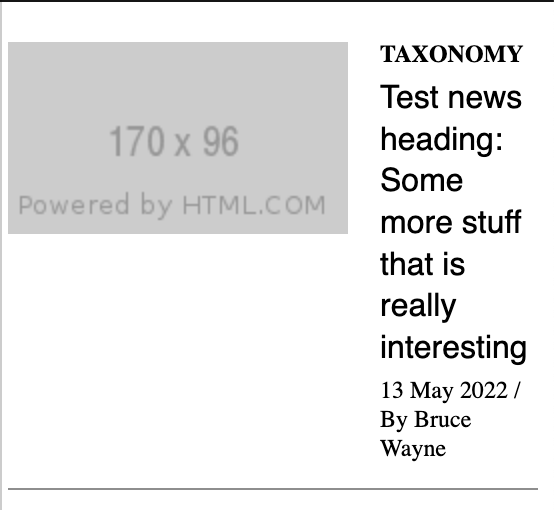 170 x 96
Powered by HTML.COM
TAXONOMY
Test news
heading:
Some
more stuff
that is
really
interesting
13 May 2022 /
By Bruce
Wayne